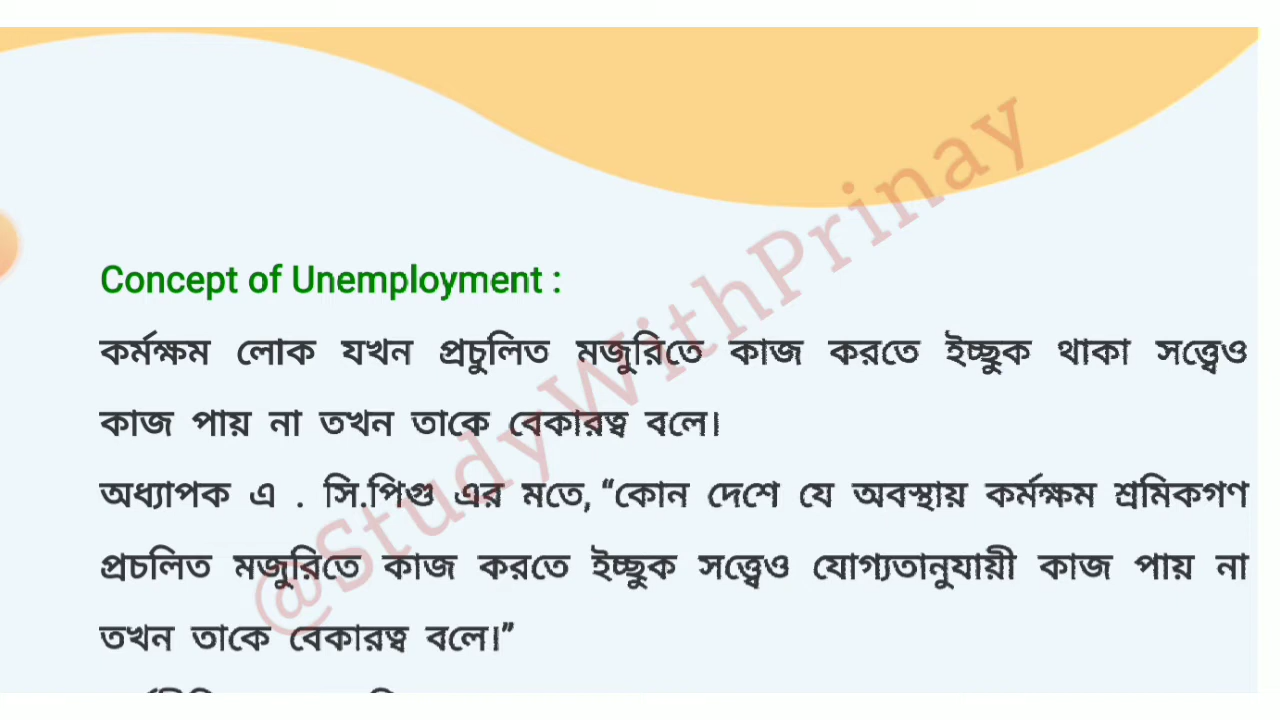 Concept of Unemployment :
কর্মক্ষম লোক যখন প্রচুলিত মজুরিতে কাজ করতে ইচ্ছুক থাকা সত্ত্বেও
কাজ পায় না তখন তাকে বেকারত্ব বলে।
অধ্যাপক এ . সি.পিগু এর মতে, “কোন দেশে যে অবস্থায় কর্মক্ষম শ্রমিকগণ
প্রচলিত মজুরিতে কাজ করতে ইচ্ছুক সত্ত্বেও যোগ্যতানুযায়ী কাজ পায় না
তখন তাকে বেকারত্ব বলে।”
@StudyWithPrinay